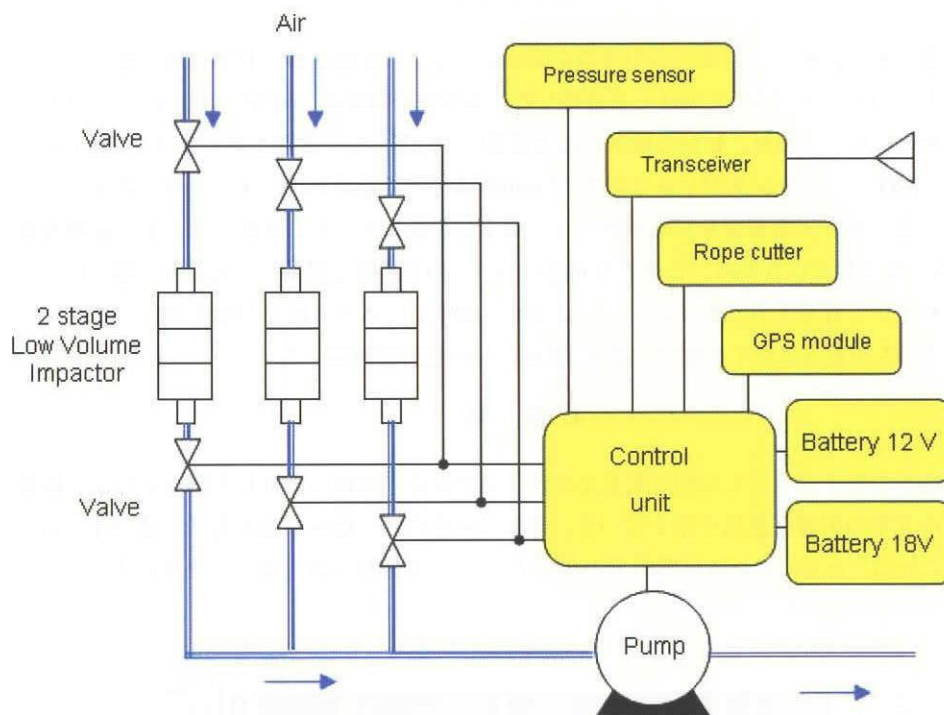 Air
Pressure sensor
Valve
Transceiver
Rope cutter
2 stage
Low Volume
Impactor
GPS module
Control
unit
Battery 12 V
Valve
Battery 18V
Pump